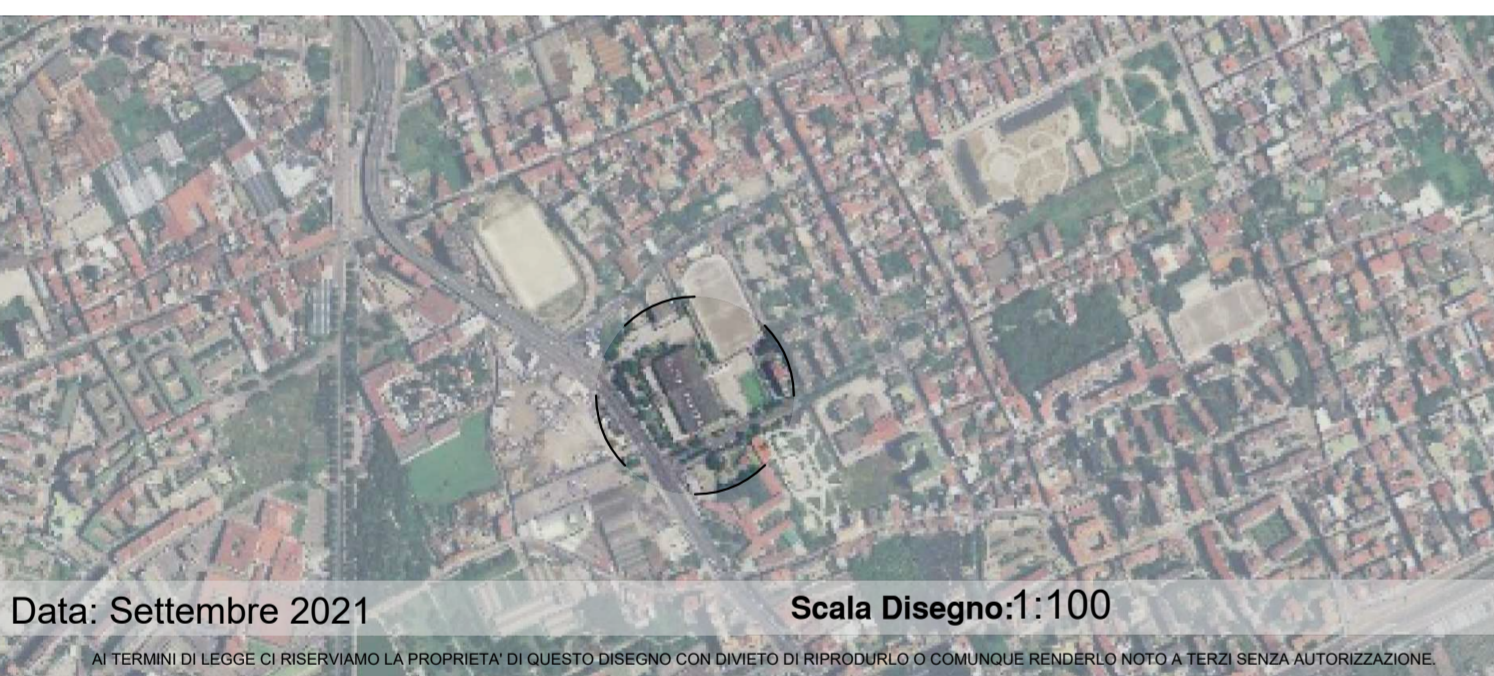 Data: Settembre 2021
Scala Disegno:1:100
AI TERMINI DI LEGGE CI RISERVIAMO LA PROPRIETA' DI QUESTO DISEGNO CON DIVIETO DI RIPRODURLO O COMUNQUE RENDERLO NOTO A TERZI SENZA AUTORIZZAZIONE.